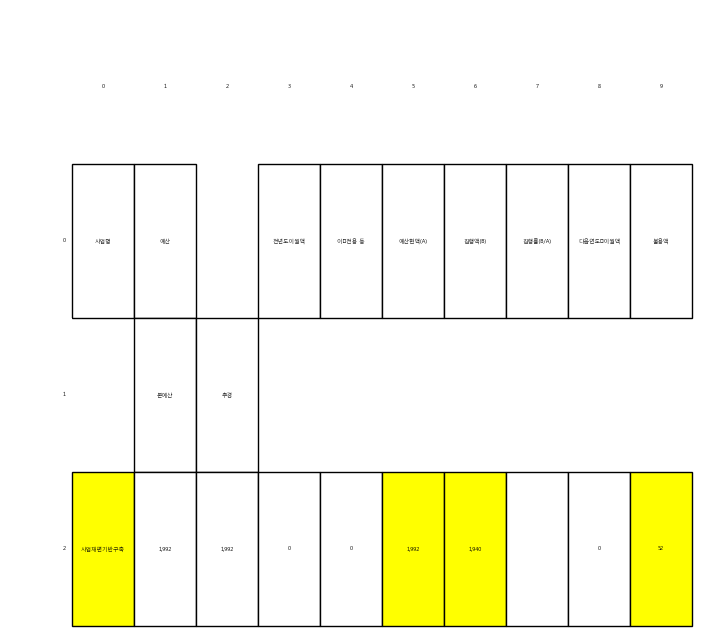 0 1 2 3 4 5 6 7 8 9
0 사업명 예산 전년도이월액 이·전용 등 예산현액(A) 집행액(B) 집행률(B/A) 다음연도로이월액 불용액
1 본예산 추경
2 사업재편기반구축 1,992 1,992 0 0 1,992 1,940 0 52